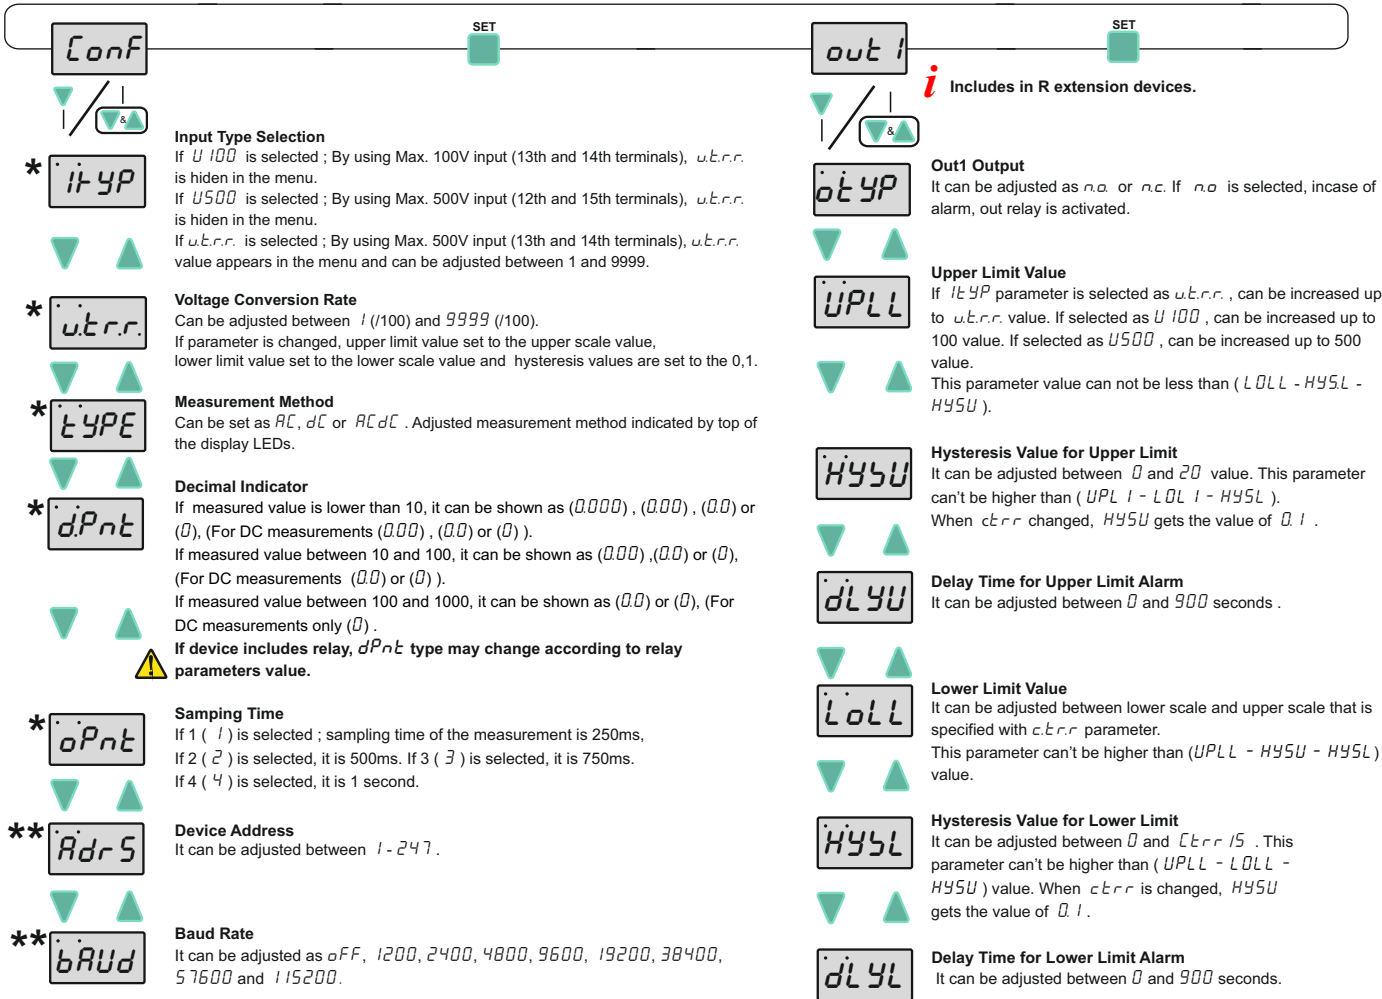 SET
ConF
&
Input Type Selection
* ItYP
If U100 is selected ; By using Max. 100V input (13th and 14th terminals), u.t.r.r.
is hiden in the menu.
If U500 is selected ; By using Max. 500V input (12th and 15th terminals), u.t.r.r.
is hiden in the menu.
If u.t.r.r. is selected ; By using Max. 500V input (13th and 14th terminals), u.t.r.r.
value appears in the menu and can be adjusted between 1 and 9999.
* u.t.r.r.
Voltage Conversion Rate
Can be adjusted between 1 (/100) and 9999 (/100).
If parameter is changed, upper limit value set to the upper scale value,
lower limit value set to the lower scale value and hysteresis values are set to the 0,1.
* tYPE
Measurement Method
Can be set as AC, dC or ACdC . Adjusted measurement method indicated by top of
the display LEDs.
* d.Pnt
Decimal Indicator
If measured value is lower than 10, it can be shown as (0.000) , (0.00) , (0.0) or
(0), (For DC measurements (0.00) , (0.0) or (0) ).
If measured value between 10 and 100, it can be shown as (0.00) ,(0.0) or (0),
(For DC measurements (0.0) or (0) ).
If measured value between 100 and 1000, it can be shown as (0.0) or (0), (For
DC measurements only (0) .
If device includes relay, dPnt type may change according to relay
parameters value.
* oPnt
Samping Time
If 1 ( 1 ) is selected ; sampling time of the measurement is 250ms,
If 2 ( 2 ) is selected, it is 500ms. If 3 ( 3 ) is selected, it is 750ms.
If 4 ( 4 ) is selected, it is 1 second.
** AdrS
Device Address
It can be adjusted between 1 - 247 .
** bAUd
Baud Rate
It can be adjusted as oFF, 1200, 2400, 4800, 9600, 19200, 38400,
57600 and 115200.
SET
out 1
i Includes in R extension devices.
&
otYP
Out1 Output
It can be adjusted as n.o. or n.c. If n.o is selected, incase of
alarm, out relay is activated.
UPLL
Upper Limit Value
If ItYP parameter is selected as u.t.r.r. , can be increased up
to u.t.r.r. value. If selected as U100 , can be increased up to
100 value. If selected as U500 , can be increased up to 500
value.
This parameter value can not be less than ( LOLL - HYS.L -
HYSU ).
HYSU
Hysteresis Value for Upper Limit
It can be adjusted between 0 and 20 value. This parameter
can't be higher than ( UPL1 - LOL1 - HYSL ).
When ctrr changed, HYSU gets the value of 0.1 .
dLYU
Delay Time for Upper Limit Alarm
It can be adjusted between 0 and 900 seconds .
LoLL
Lower Limit Value
It can be adjusted between lower scale and upper scale that is
specified with c.t.r.r parameter.
This parameter can't be higher than (UPLL - HYSU - HYSL )
value.
HYSL
Hysteresis Value for Lower Limit
It can be adjusted between 0 and Ctrr /5 . This
parameter can't be higher than ( UPLL - LOLL -
HYSU ) value. When ctrr is changed, HYSU
gets the value of 0.1 .
dLYL
Delay Time for Lower Limit Alarm
It can be adjusted between 0 and 900 seconds.